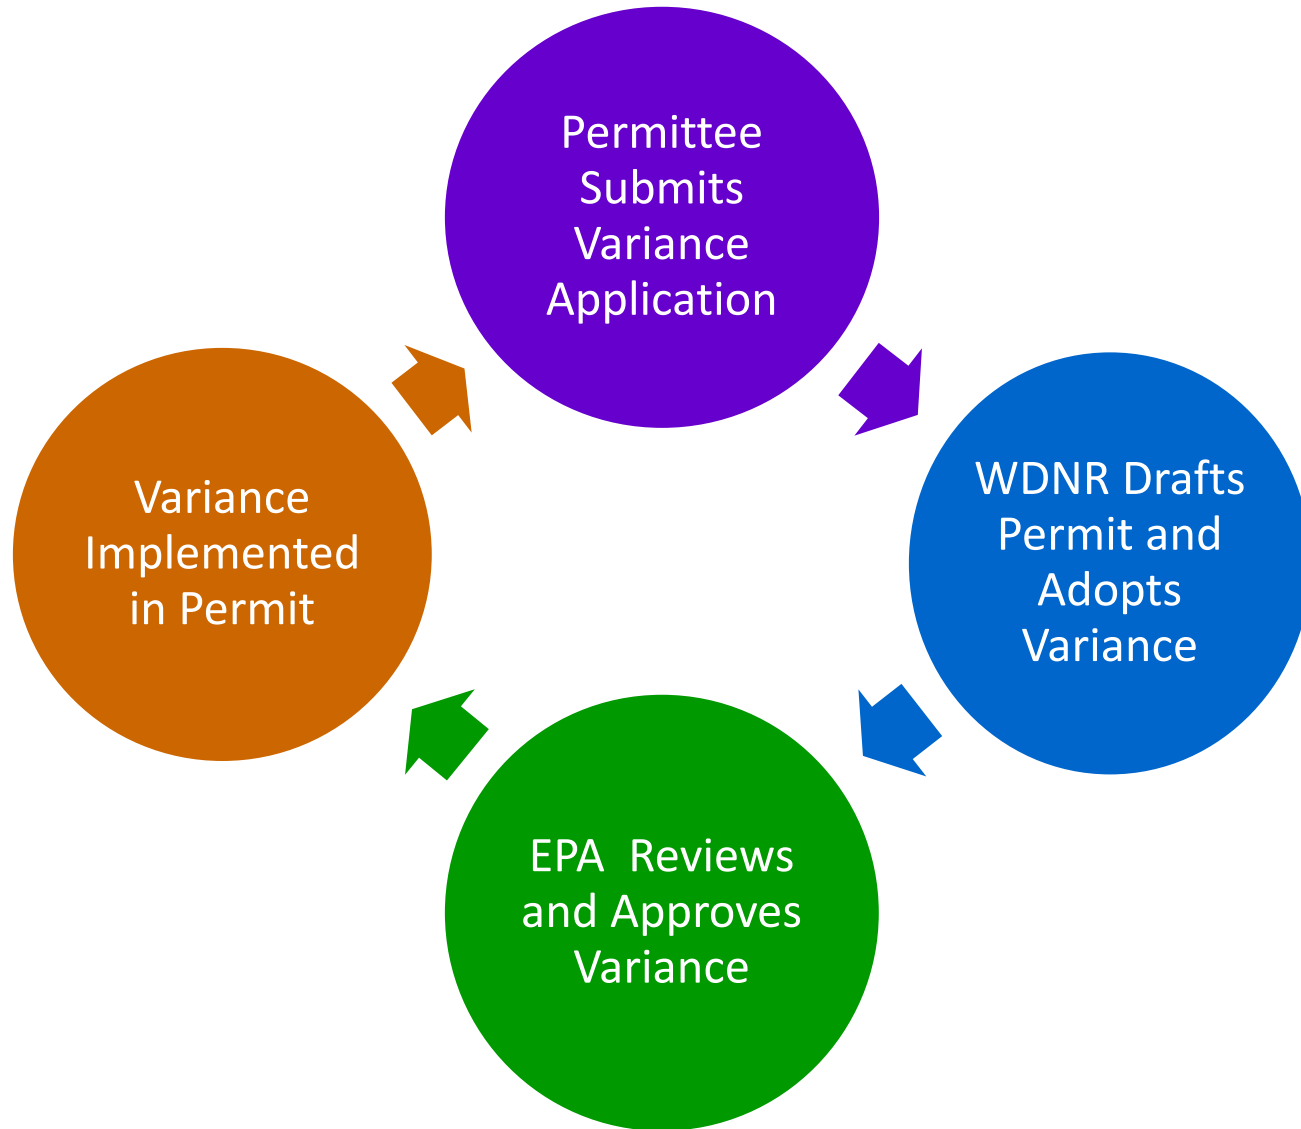 Permittee
Submits
Variance
Application
WDNR Drafts
Permit and
Adopts
Variance
EPA  Reviews
and Approves
Variance
Variance
Implemented
in Permit